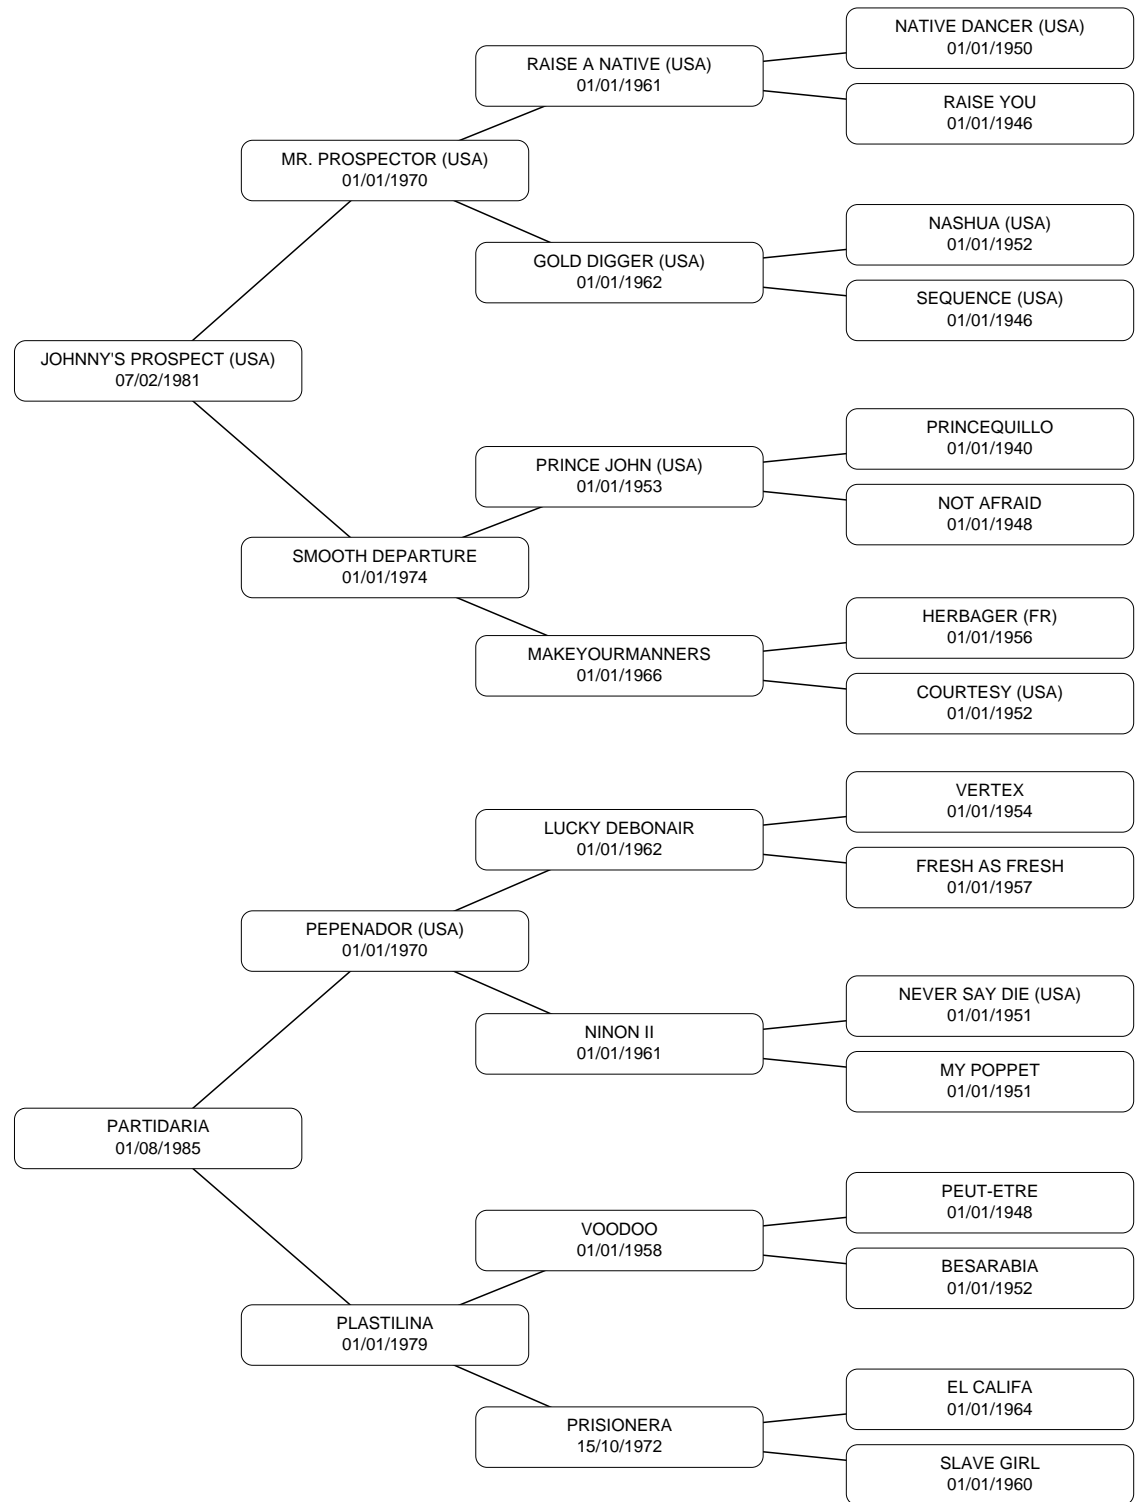 NATIVE DANCER (USA)
01/01/1950
RAISE A NATIVE (USA)
01/01/1961
RAISE YOU
01/01/1946
MR. PROSPECTOR (USA)
01/01/1970
NASHUA (USA)
01/01/1952
GOLD DIGGER (USA)
01/01/1962
SEQUENCE (USA)
01/01/1946
JOHNNY'S PROSPECT (USA)
07/02/1981
PRINCEQUILLO
01/01/1940
PRINCE JOHN (USA)
01/01/1953
NOT AFRAID
01/01/1948
SMOOTH DEPARTURE
01/01/1974
HERBAGER (FR)
01/01/1956
MAKEYOURMANNERS
01/01/1966
COURTESY (USA)
01/01/1952
VERTEX
01/01/1954
LUCKY DEBONAIR
01/01/1962
FRESH AS FRESH
01/01/1957
PEPENADOR (USA)
01/01/1970
NEVER SAY DIE (USA)
01/01/1951
NINON II
01/01/1961
MY POPPET
01/01/1951
PARTIDARIA
01/08/1985
PEUT-ETRE
01/01/1948
VOODOO
01/01/1958
BESARABIA
01/01/1952
PLASTILINA
01/01/1979
EL CALIFA
01/01/1964
PRISIONERA
15/10/1972
SLAVE GIRL
01/01/1960